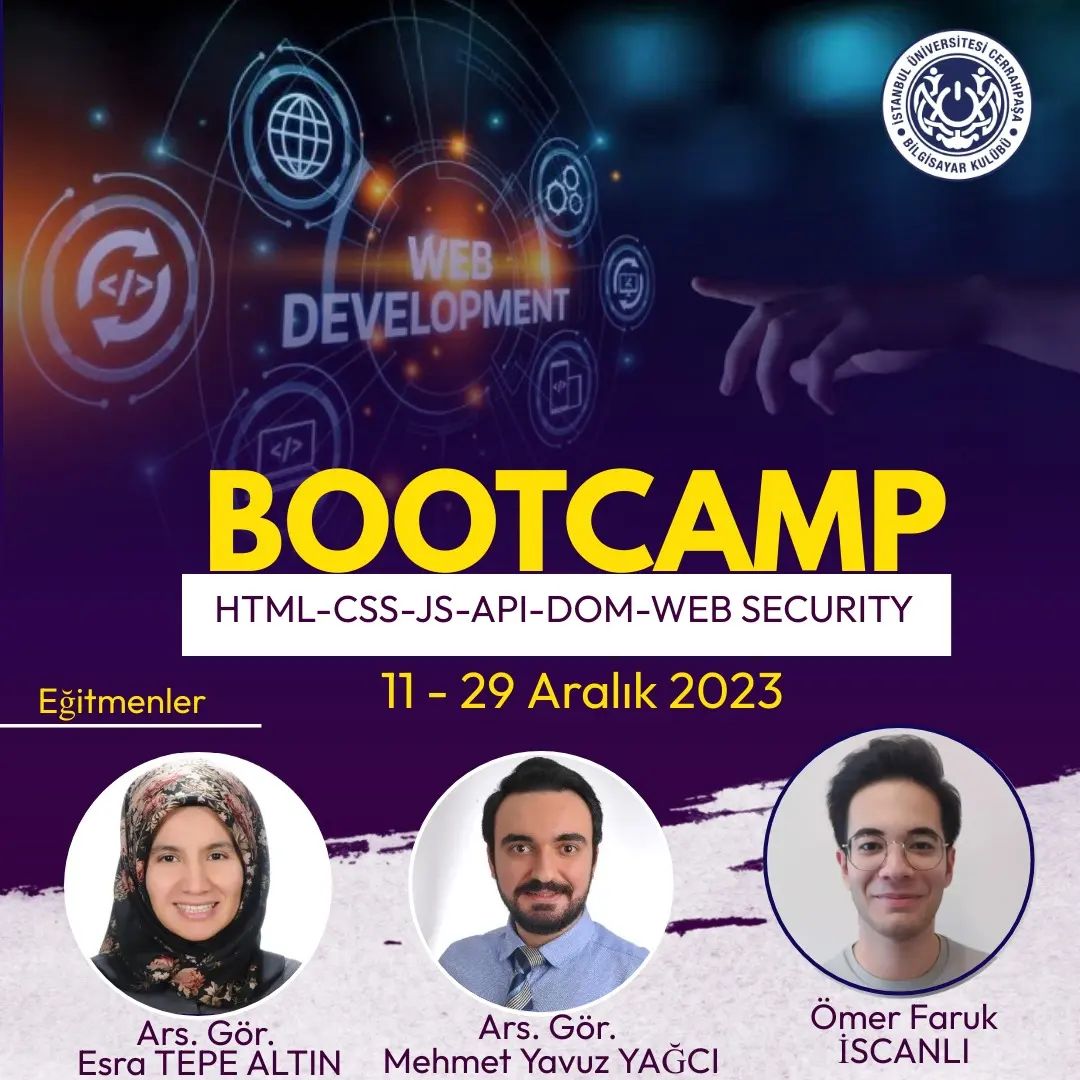 İSTANBUL ÜNİVERSİTESİ CERRAHPAŞA
• BİLGİSAYAR KULÜBÜ •
WEB
DEVELOPMENT
</>
</>
</>
BOOTCAMP
HTML-CSS-JS-API-DOM-WEB SECURITY
11 - 29 Aralık 2023
Eğitmenler
Ars. Gör.
Esra TEPE ALTIN
Ars. Gör.
Mehmet Yavuz YAĞCI
Ömer Faruk
İSCANLI